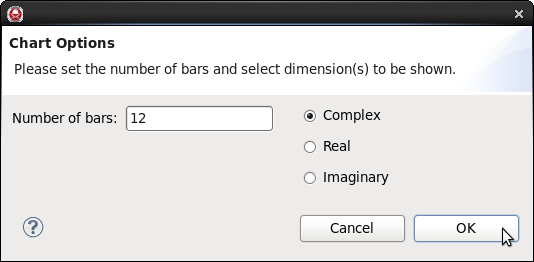 Chart Options
Please set the number of bars and select dimension(s) to be shown.
Number of bars: 12
Complex
Real
Imaginary
? Cancel OK